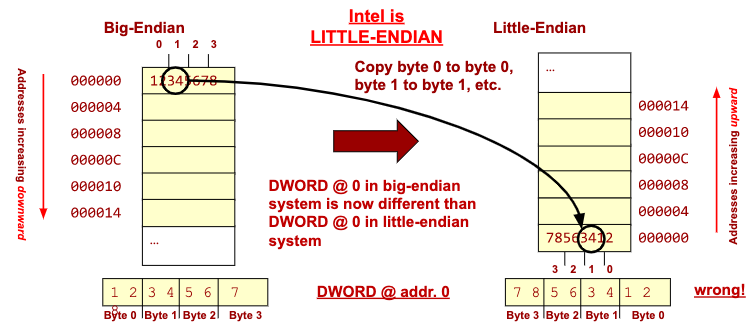 Intel is
LITTLE-ENDIAN
Big-Endian
0 1 2 3
Addresses increasing downward
000000
12345678
000004
000008
00000C
000010
000014
...
Copy byte 0 to byte 0,
byte 1 to byte 1, etc.
DWORD @ 0 in big-endian
system is now different than
DWORD @ 0 in little-endian
system
Little-Endian
...
000014
000010
00000C
000008
000004
78563412
000000
3 2 1 0
Addresses increasing upward
1 2 3 4 5 6 7
8
Byte 0 Byte 1 Byte 2 Byte 3
DWORD @ addr. 0
7 8 5 6 3 4 1 2
Byte 3 Byte 2 Byte 1 Byte 0
wrong!